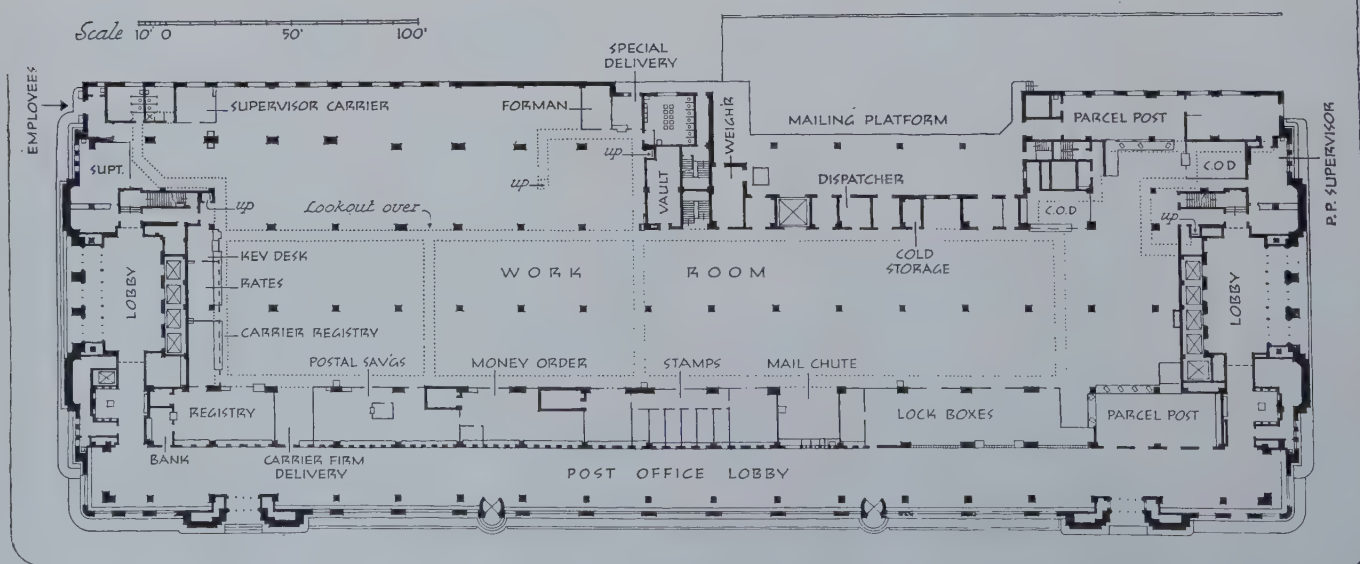 Scale 10' 0 50' 100'
EMPLOYEES
SPECIAL
DELIVERY
SUPERVISOR CARRIER
FORMAN
WEIGH'R
MAILING PLATFORM
PARCEL POST
P.P. SUPERVISOR
SUPT.
up
up
VAULT
DISPATCHER
C.O.D
C.O.D
up
Lookout over
up
KEY DESK
WORK ROOM
COLD
STORAGE
LOBBY
RATES
LOBBY
CARRIER REGISTRY
POSTAL SAV'GS
MONEY ORDER
STAMPS
MAIL CHUTE
REGISTRY
LOCK BOXES
PARCEL POST
BANK
CARRIER FIRM
DELIVERY
POST OFFICE LOBBY